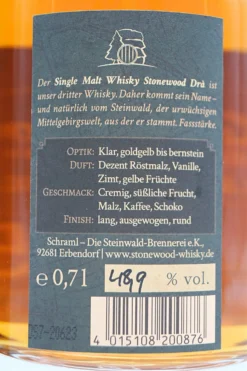 Der Single Malt Whisky Stonewood Drà ist
unser dritter Whisky. Daher kommt sein Name–
und natürlich vom Steinwald, der urwüchsigen
Mittelgebirgswelt, aus der er stammt. Fassstärke.
OPTIK: Klar, goldgelb bis bernstein
DUFT: Dezent Röstmalz, Vanille,
Zimt, gelbe Früchte
GESCHMACK: Cremig, süßliche Frucht,
Malz, Kaffee, Schoko
FINISH: lang, ausgewogen, rund
Schraml – Die Steinwald-Brennerei e.K.,
92681 Erbendorf | www.stonewood-whisky.de
e 0,7 l 48,9 % vol.
4 015108 200876